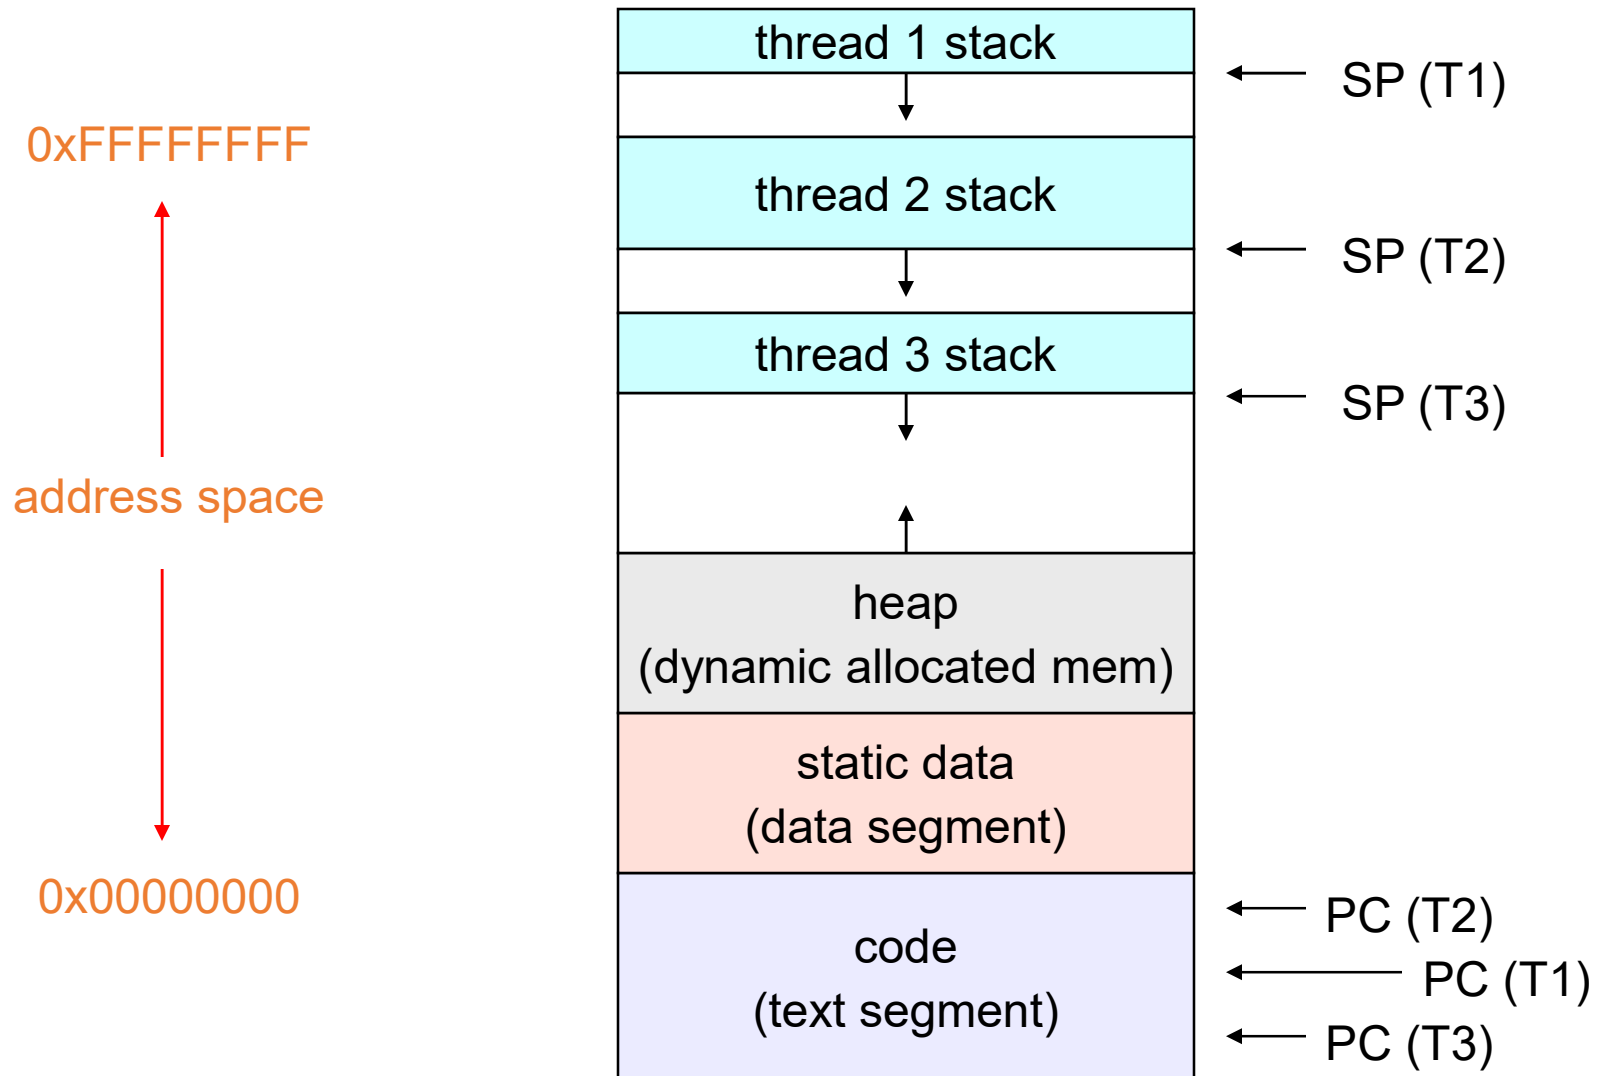 thread 1 stack
SP (T1)
0xFFFFFFFF
thread 2 stack
SP (T2)
thread 3 stack
SP (T3)
address space
heap
(dynamic allocated mem)
static data
(data segment)
0x00000000
code
(text segment)
PC (T2)
PC (T1)
PC (T3)